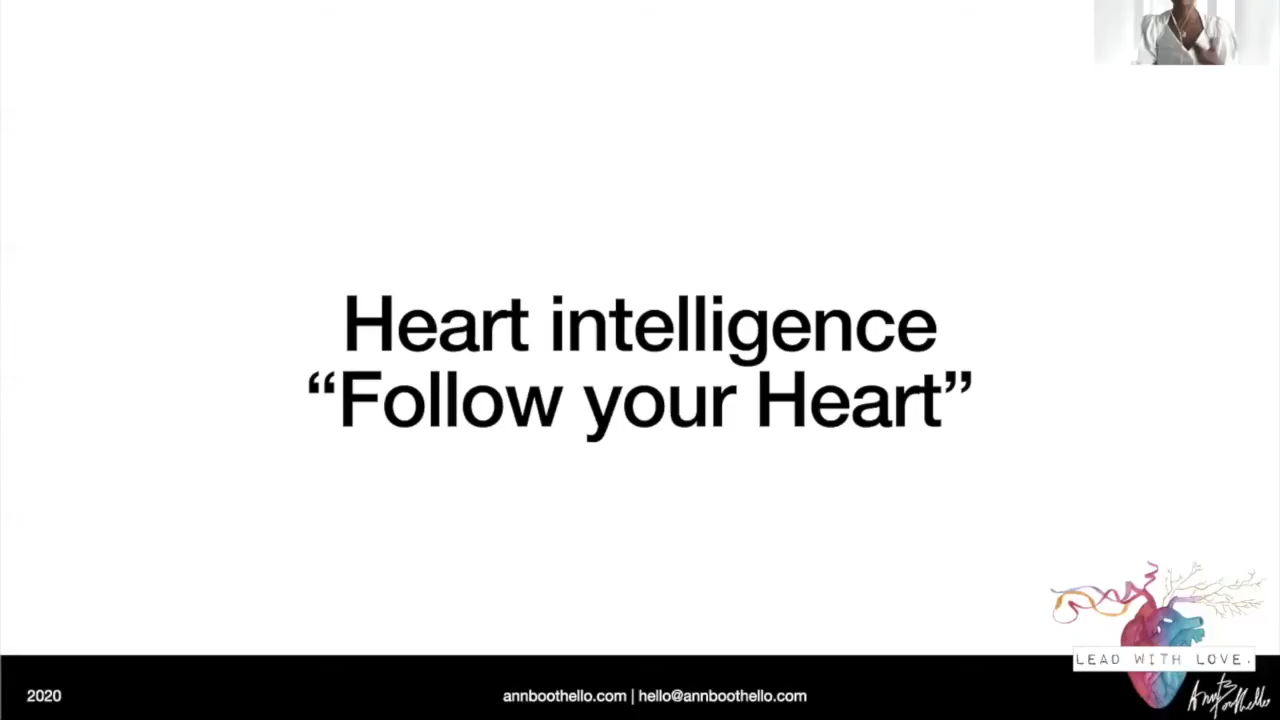 Heart intelligence
“Follow your Heart”
LEAD WITH LOVE.
2020
annboothello.com | hello@annboothello.com